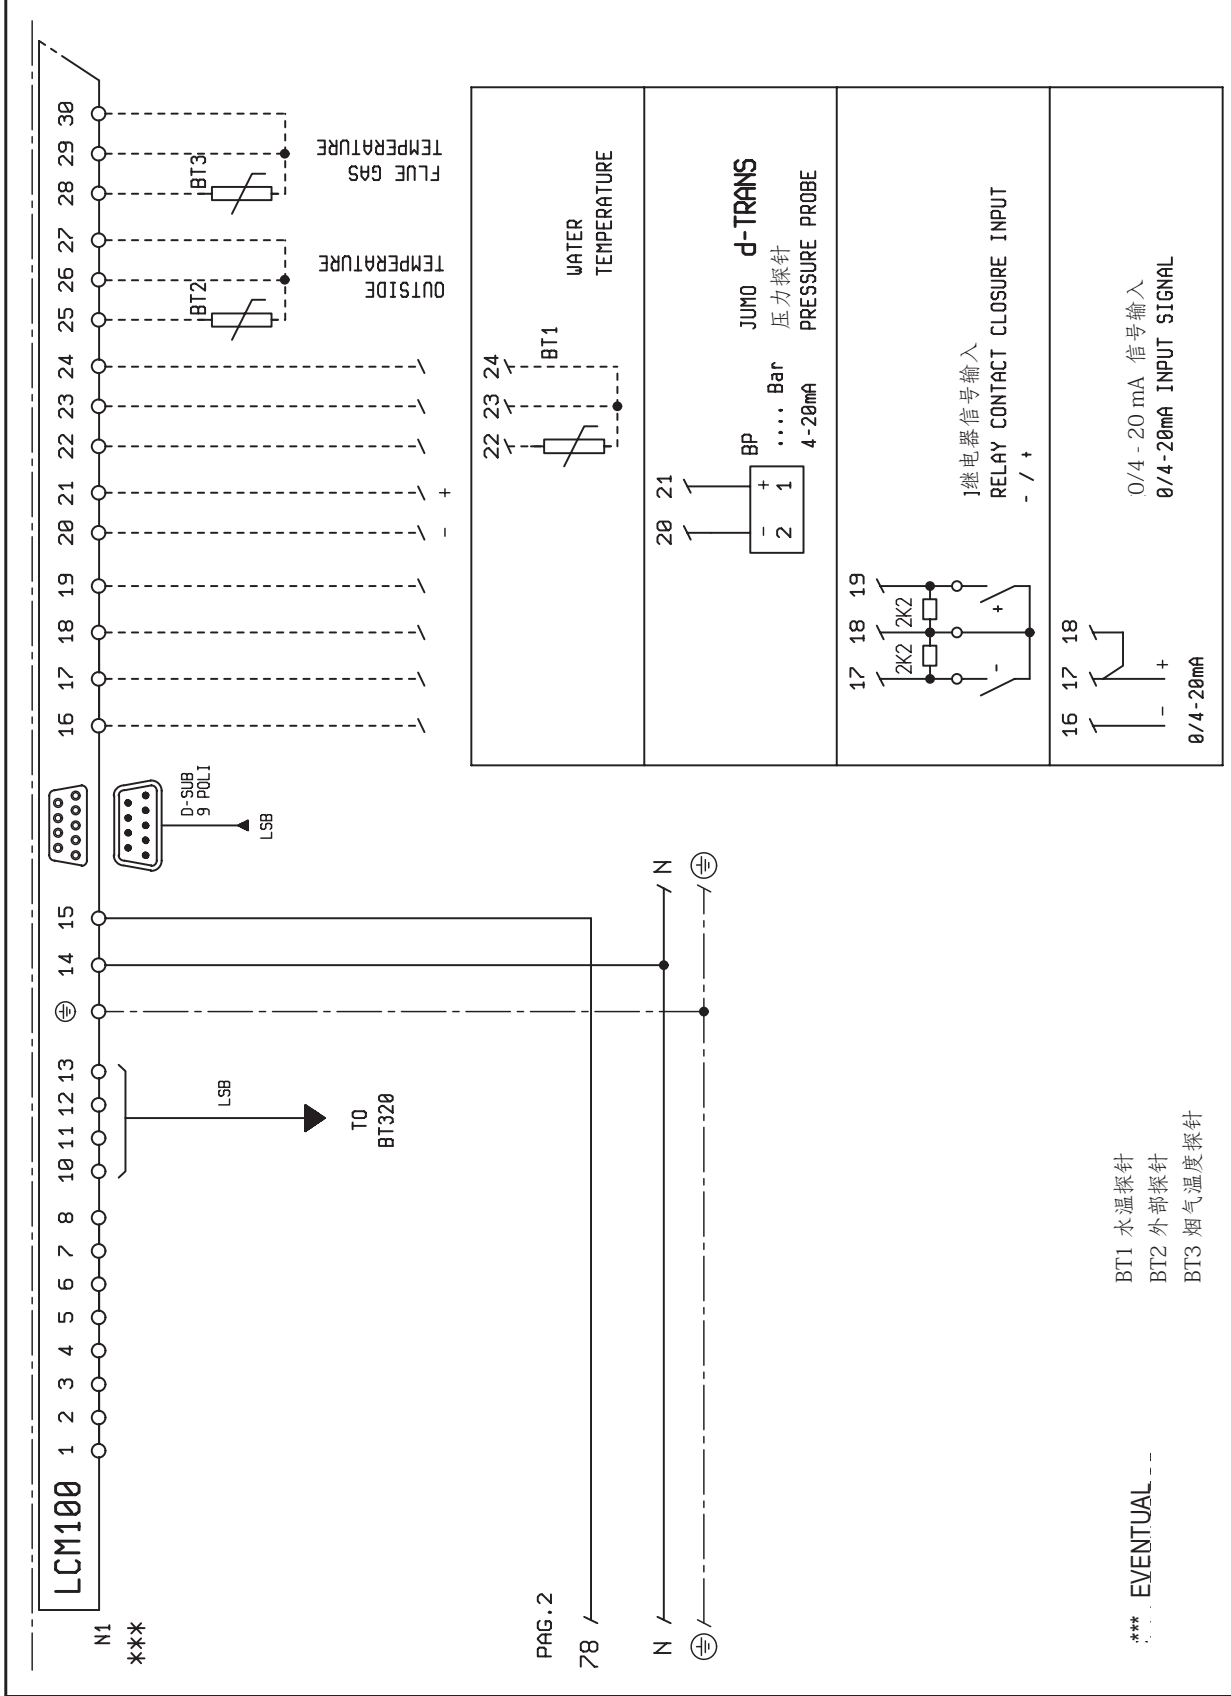 LCM100
1 2 3 4 5 6 7 8 10 11 12 13 14 15 16 17 18 19 20 21 22 23 24 25 26 27 28 29 30
N1
***
LSB
TO
BT320
D-SUB
9 POLI
LSB
- +
BT2
OUTSIDE
TEMPERATURE
BT3
FLUE GAS
TEMPERATURE
PAG.2
78
N
N
22 23 24
BT1
WATER
TEMPERATURE
20 21
- +
2 1
BP
.... Bar
4-20mA
JUMO d-TRANS
压力探针
PRESSURE PROBE
17 18 19
2K2 2K2
- +
继电器信号输入
RELAY CONTACT CLOSURE INPUT
- / +
16 17 18
- +
0/4-20mA
0/4 - 20 mA 信号输入
0/4-20mA INPUT SIGNAL
*** EVENTUAL
BT1 水温探针
BT2 外部探针
BT3 烟气温度探针